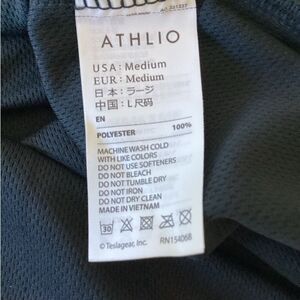 ATHLIO
USA : Medium
EUR : Medium
日 本 : ラージ
中国 : L 尺码
EN
POLYESTER 100%
MACHINE WASH COLD
WITH LIKE COLORS
DO NOT USE SOFTENERS
DO NOT BLEACH
DO NOT TUMBLE DRY
DO NOT IRON
DO NOT DRY CLEAN
MADE IN VIETNAM
30
© Teslagear, Inc. RN154068